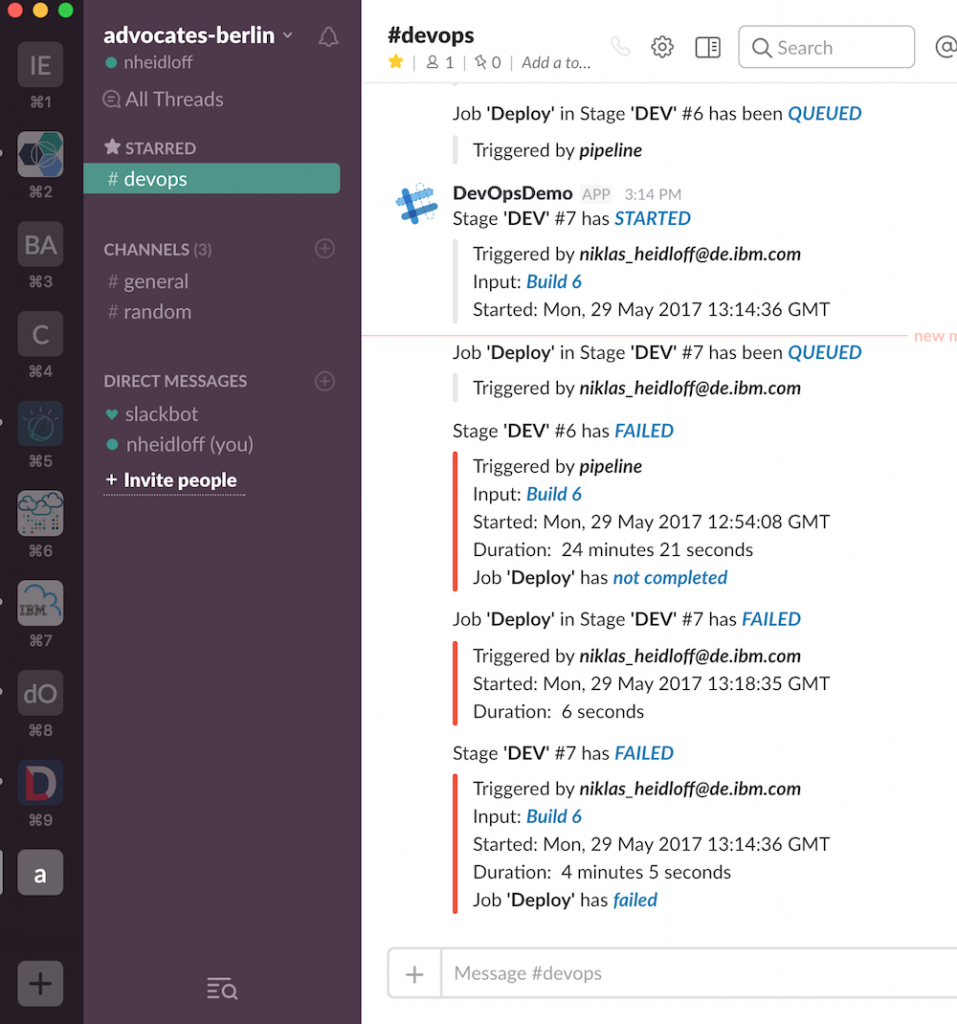 IE
⌘1
⌘2
BA
⌘3
C
⌘4
⌘5
⌘6
IBM
⌘7
dO
⌘8
D
⌘9
a
+
advocates-berlin
nheidloff
All Threads
STARRED
# devops
CHANNELS (3)
# general
# random
DIRECT MESSAGES
slackbot
nheidloff (you)
+ Invite people
#devops
1 | 0 | Add a to...
Search
@
Job 'Deploy' in Stage 'DEV' #6 has been QUEUED
Triggered by pipeline
DevOpsDemo APP 3:14 PM
Stage 'DEV' #7 has STARTED
Triggered by niklas_heidloff@de.ibm.com
Input: Build 6
Started: Mon, 29 May 2017 13:14:36 GMT
new m
Job 'Deploy' in Stage 'DEV' #7 has been QUEUED
Triggered by niklas_heidloff@de.ibm.com
Stage 'DEV' #6 has FAILED
Triggered by pipeline
Input: Build 6
Started: Mon, 29 May 2017 12:54:08 GMT
Duration: 24 minutes 21 seconds
Job 'Deploy' has not completed
Job 'Deploy' in Stage 'DEV' #7 has FAILED
Triggered by niklas_heidloff@de.ibm.com
Started: Mon, 29 May 2017 13:18:35 GMT
Duration: 6 seconds
Stage 'DEV' #7 has FAILED
Triggered by niklas_heidloff@de.ibm.com
Input: Build 6
Started: Mon, 29 May 2017 13:14:36 GMT
Duration: 4 minutes 5 seconds
Job 'Deploy' has failed
+ Message #devops